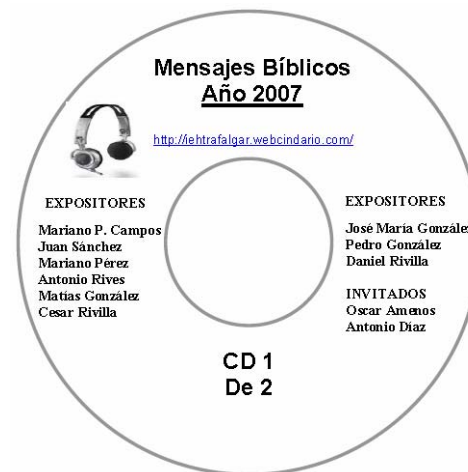 Mensajes Bíblicos
Año 2007
http://iehtrafalgar.webcindario.com/
EXPOSITORES
Mariano P. Campos
Juan Sánchez
Mariano Pérez
Antonio Rives
Matías González
Cesar Rivilla
EXPOSITORES
José María González
Pedro González
Daniel Rivilla
INVITADOS
Oscar Amenos
Antonio Díaz
CD 1
De 2